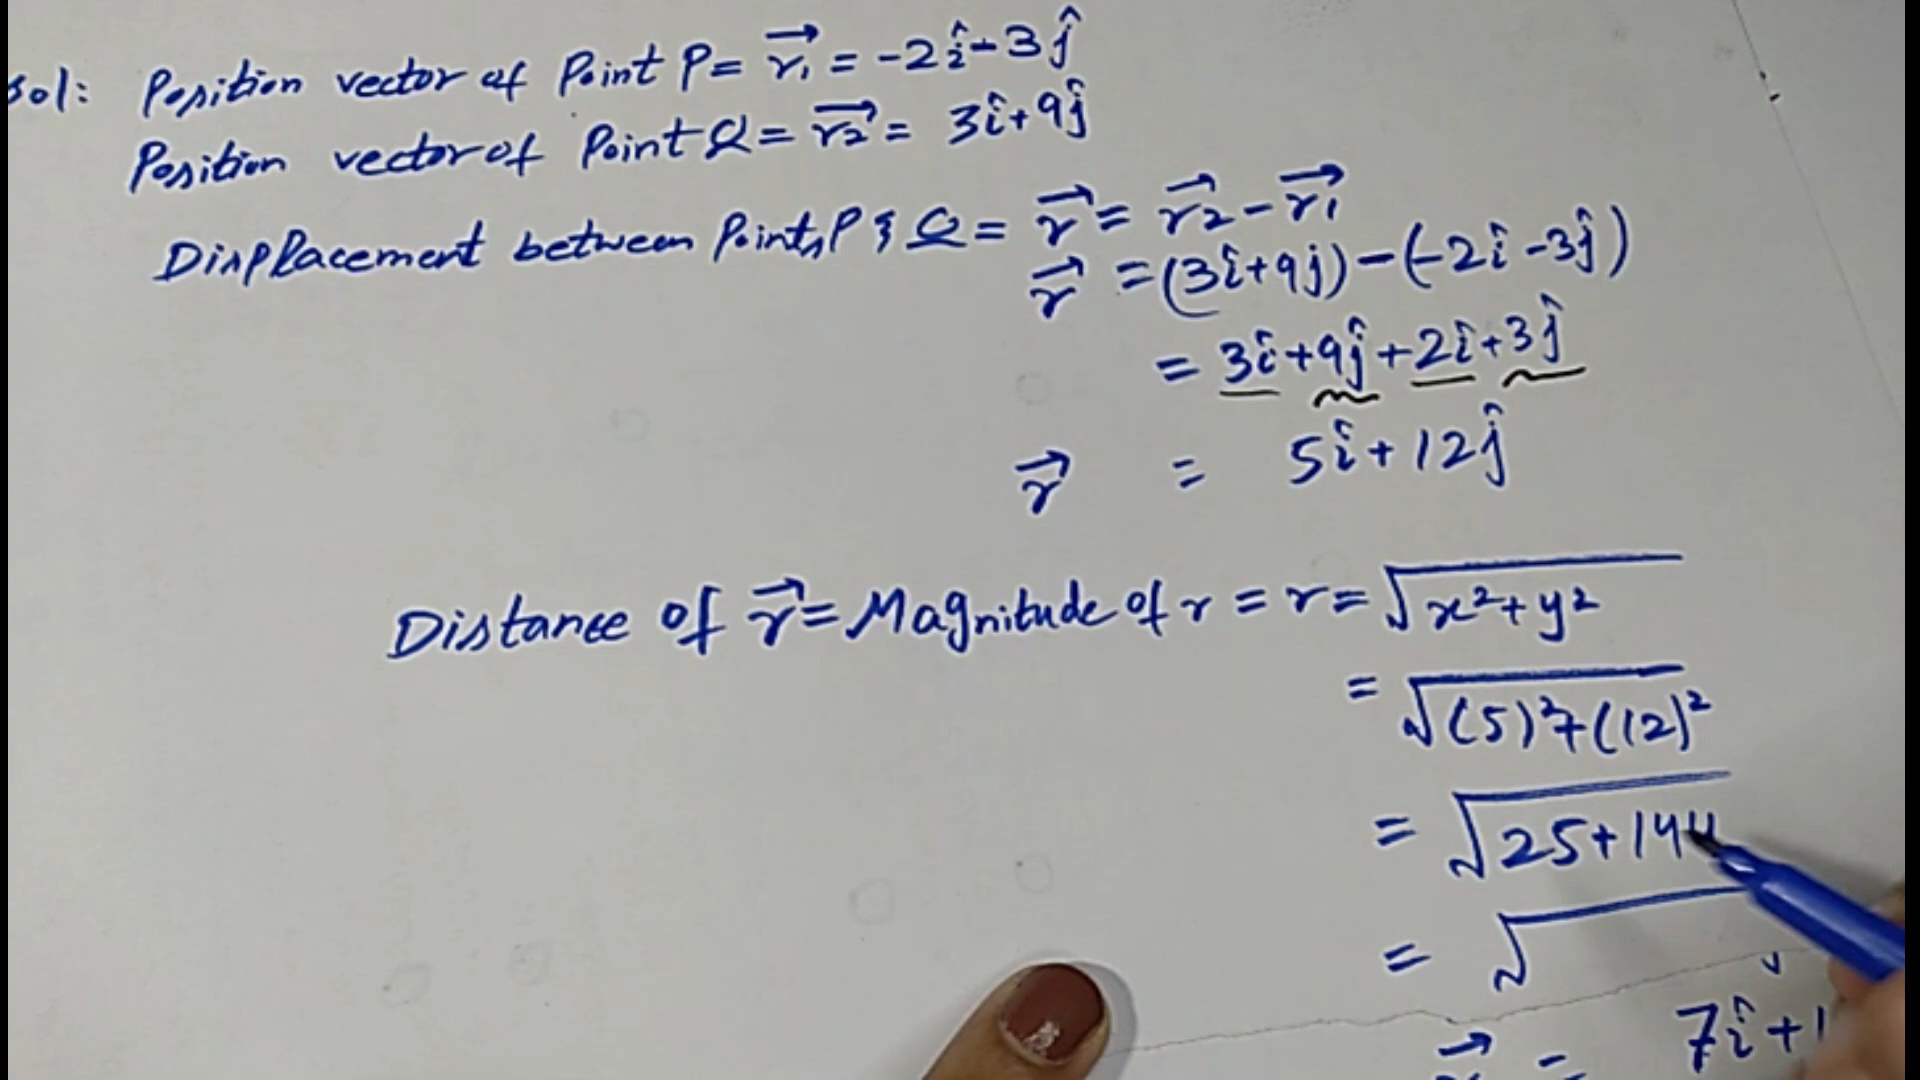 Sol: Position vector of Point P = r₁⃗ = -2î - 3ĵ
Position vector of Point Q = r₂⃗ = 3î + 9ĵ
Displacement between Points P & Q = r⃗ = r₂⃗ - r₁⃗
r⃗ = (3î + 9ĵ) - (-2î - 3ĵ)
= 3î + 9ĵ + 2î + 3ĵ
r⃗ = 5î + 12ĵ
Distance of r⃗ = Magnitude of r = r = √x² + y²
= √(5)² + (12)²
= √25 + 144
= √
= 7î +